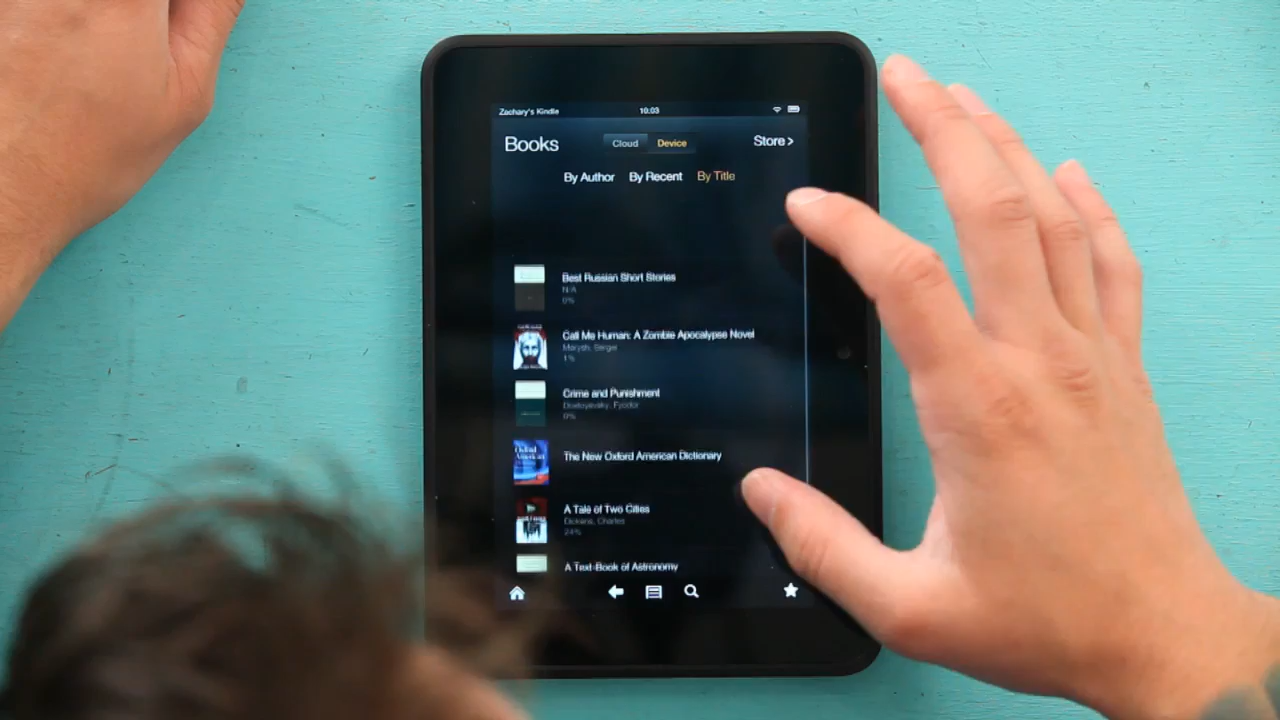 Zachary's Kindle 10:03
Books Cloud Device Store >
By Author By Recent By Title
Best Russian Short Stories
N/A
0%
Call Me Human: A Zombie Apocalypse Novel
1%
Crime and Punishment
Dostoyevsky, Fyodor
0%
The New Oxford American Dictionary
A Tale of Two Cities
Dickens, Charles
24%
A Text-Book of Astronomy